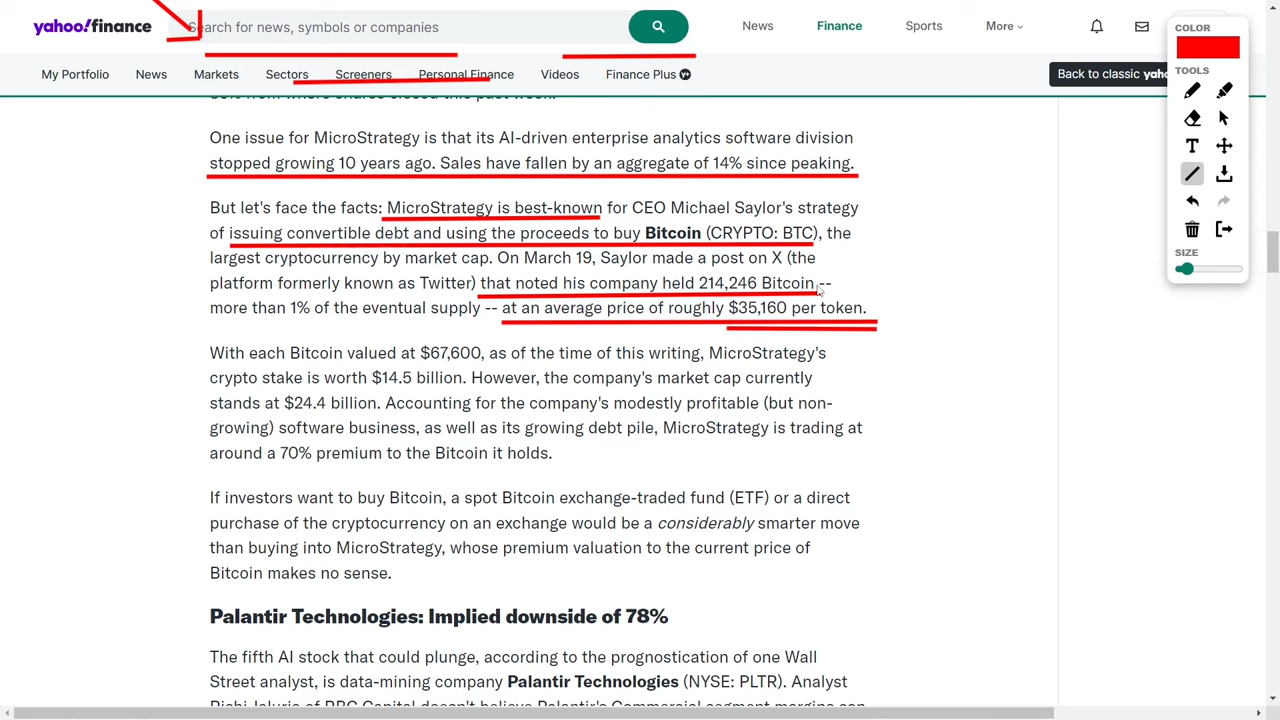 yahoo!finance
Search for news, symbols or companies
News
Finance
Sports
More
COLOR
TOOLS
SIZE
My Portfolio
News
Markets
Sectors
Screeners
Personal Finance
Videos
Finance Plus
Back to classic
One issue for MicroStrategy is that its AI-driven enterprise analytics software division
stopped growing 10 years ago. Sales have fallen by an aggregate of 14% since peaking.
But let's face the facts: MicroStrategy is best-known for CEO Michael Saylor's strategy
of issuing convertible debt and using the proceeds to buy Bitcoin (CRYPTO: BTC), the
largest cryptocurrency by market cap. On March 19, Saylor made a post on X (the
platform formerly known as Twitter) that noted his company held 214,246 Bitcoin --
more than 1% of the eventual supply -- at an average price of roughly $35,160 per token.
With each Bitcoin valued at $67,600, as of the time of this writing, MicroStrategy's
crypto stake is worth $14.5 billion. However, the company's market cap currently
stands at $24.4 billion. Accounting for the company's modestly profitable (but non-
growing) software business, as well as its growing debt pile, MicroStrategy is trading at
around a 70% premium to the Bitcoin it holds.
If investors want to buy Bitcoin, a spot Bitcoin exchange-traded fund (ETF) or a direct
purchase of the cryptocurrency on an exchange would be a considerably smarter move
than buying into MicroStrategy, whose premium valuation to the current price of
Bitcoin makes no sense.
Palantir Technologies: Implied downside of 78%
The fifth AI stock that could plunge, according to the prognostication of one Wall
Street analyst, is data-mining company Palantir Technologies (NYSE: PLTR). Analyst